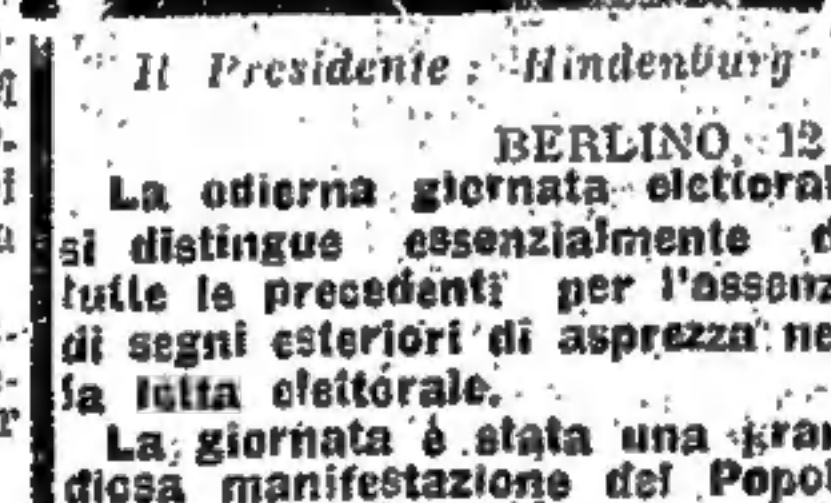 Il Presidente Hindenburg
BERLINO, 12
La odierna giornata elettoral
si distingue essenzialmente d
tutte le precedenti per l'assenz
di segni esteriori di asprezza ne
la lotta elettorale.
La giornata è stata una gran
diosa manifestazione del Popol